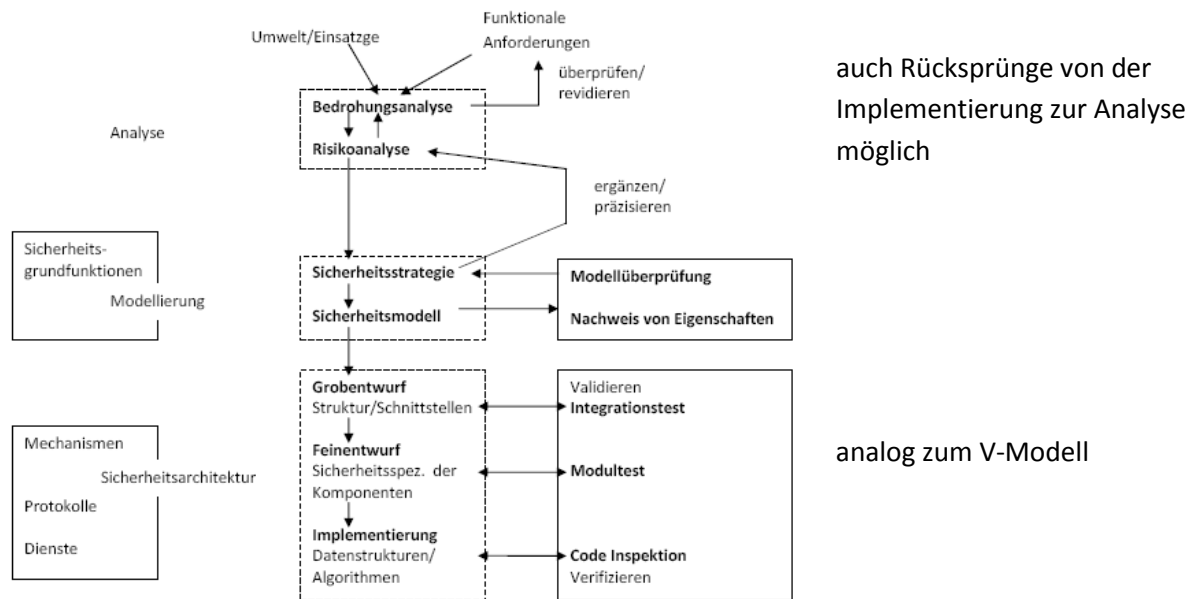 Funktionale
Anforderungen
Umwelt/Einsatzge
überprüfen/
revidieren
auch Rücksprünge von der
Implementierung zur Analyse
möglich
Bedrohungsanalyse
Analyse
Risikoanalyse
ergänzen/
präzisieren
Sicherheits-
grundfunktionen
Modellierung
Sicherheitsstrategie
Sicherheitsmodell
Modellüberprüfung
Nachweis von Eigenschaften
Grobentwurf
Struktur/Schnittstellen
Validieren
Integrationstest
Mechanismen
Sicherheitsarchitektur
Protokolle
Dienste
Feinentwurf
Sicherheitsspez. der
Komponenten
Modultest
analog zum V-Modell
Implementierung
Datenstrukturen/
Algorithmen
Code Inspektion
Verifizieren